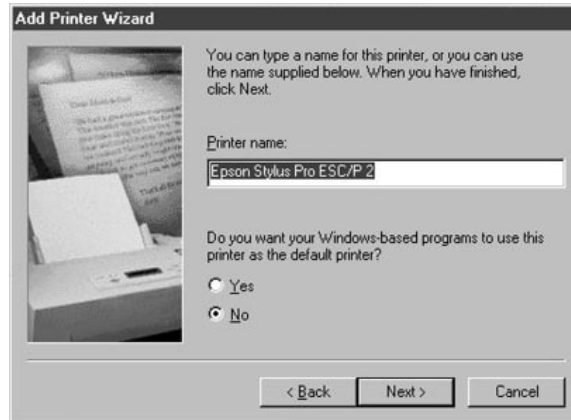 Add Printer Wizard
You can type a name for this printer, or you can use
the name supplied below. When you have finished,
click Next.
Printer name:
Epson Stylus Pro ESC/P 2
Do you want your Windows-based programs to use this
printer as the default printer?
Yes
No
< Back
Next >
Cancel